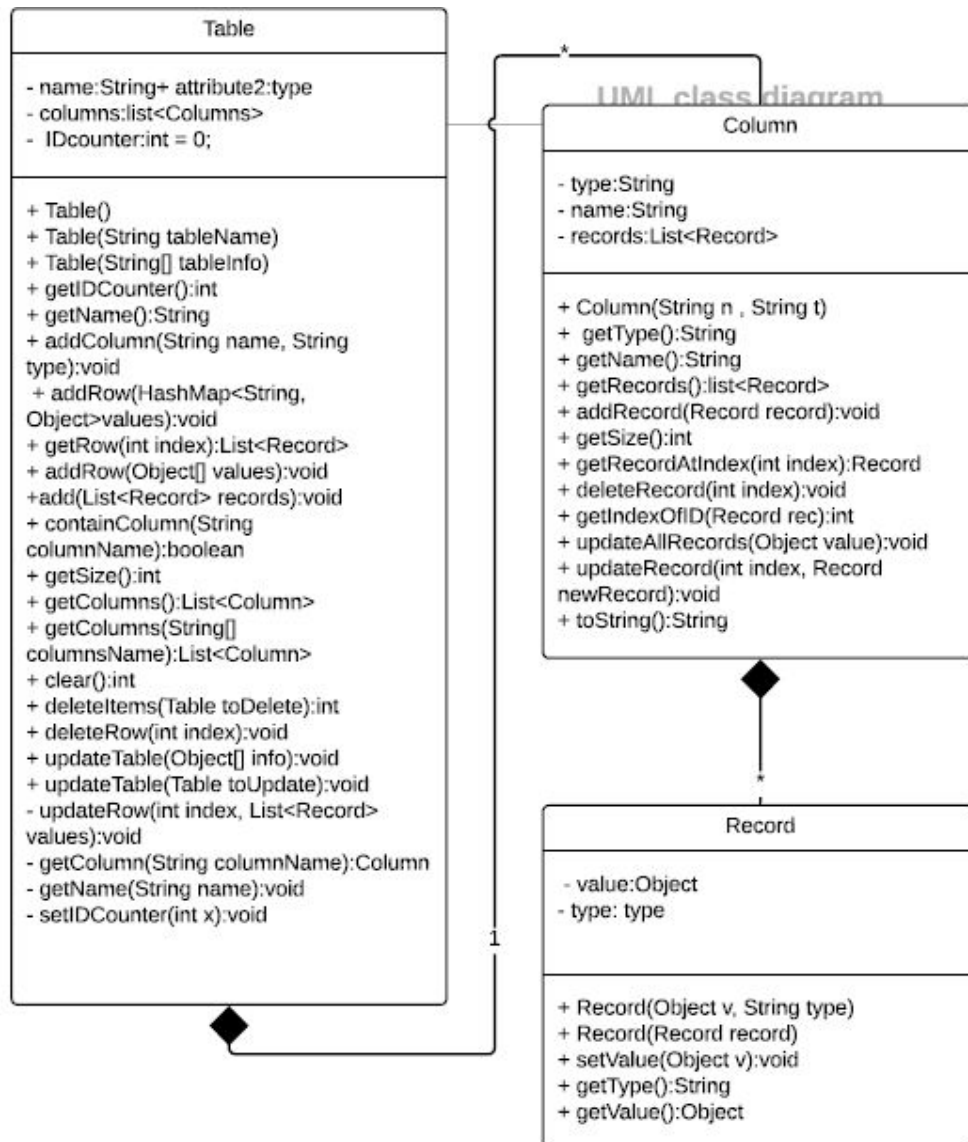 Table
- name:String+ attribute2:type
- columns:list<Columns>
- IDcounter:int = 0;
+ Table()
+ Table(String tableName)
+ Table(String[] tableInfo)
+ getIDCounter():int
+ getName():String
+ addColumn(String name, String
type):void
+ addRow(HashMap<String,
Object>values):void
+ getRow(int index):List<Record>
+ addRow(Object[] values):void
+add(List<Record> records):void
+ containColumn(String
columnName):boolean
+ getSize():int
+ getColumns():List<Column>
+ getColumns(String[]
columnsName):List<Column>
+ clear():int
+ deleteItems(Table toDelete):int
+ deleteRow(int index):void
+ updateTable(Object[] info):void
+ updateTable(Table toUpdate):void
- updateRow(int index, List<Record>
values):void
- getColumn(String columnName):Column
- getName(String name):void
- setIDCounter(int x):void
1
*
UML class diagram
Column
- type:String
- name:String
- records:List<Record>
+ Column(String n , String t)
+ getType():String
+ getName():String
+ getRecords():list<Record>
+ addRecord(Record record):void
+ getSize():int
+ getRecordAtIndex(int index):Record
+ deleteRecord(int index):void
+ getIndexOfID(Record rec):int
+ updateAllRecords(Object value):void
+ updateRecord(int index, Record
newRecord):void
+ toString():String
*
Record
- value:Object
- type: type
+ Record(Object v, String type)
+ Record(Record record)
+ setValue(Object v):void
+ getType():String
+ getValue():Object